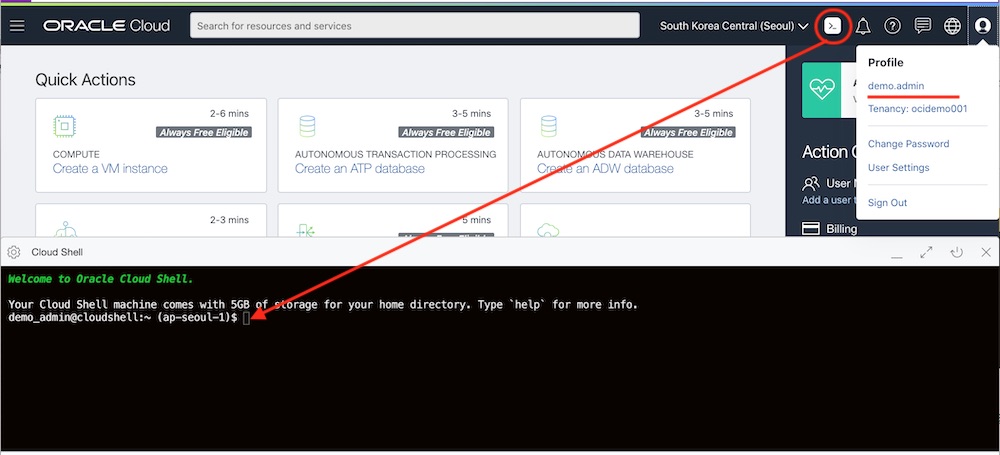 ORACLE Cloud
Search for resources and services
South Korea Central (Seoul)
Profile
demo.admin
Tenancy: ocidemo001
Change Password
User Settings
Sign Out
Quick Actions
2-6 mins
Always Free Eligible
COMPUTE
Create a VM instance
3-5 mins
Always Free Eligible
AUTONOMOUS TRANSACTION PROCESSING
Create an ATP database
3-5 mins
Always Free Eligible
AUTONOMOUS DATA WAREHOUSE
Create an ADW database
2-3 mins
5 mins
Always Free Eligible
Action
User
Add a user
Billing
Cloud Shell
Welcome to Oracle Cloud Shell.
Your Cloud Shell machine comes with 5GB of storage for your home directory. Type `help` for more info.
demo_admin@cloudshell:~ (ap-seoul-1)$